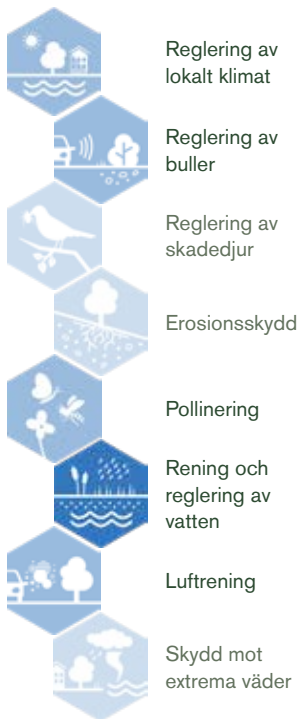 Reglering av
lokalt klimat
Reglering av
buller
Reglering av
skadedjur
Erosionsskydd
Pollinering
Rening och
reglering av
vatten
Luftrening
Skydd mot
extrema väder